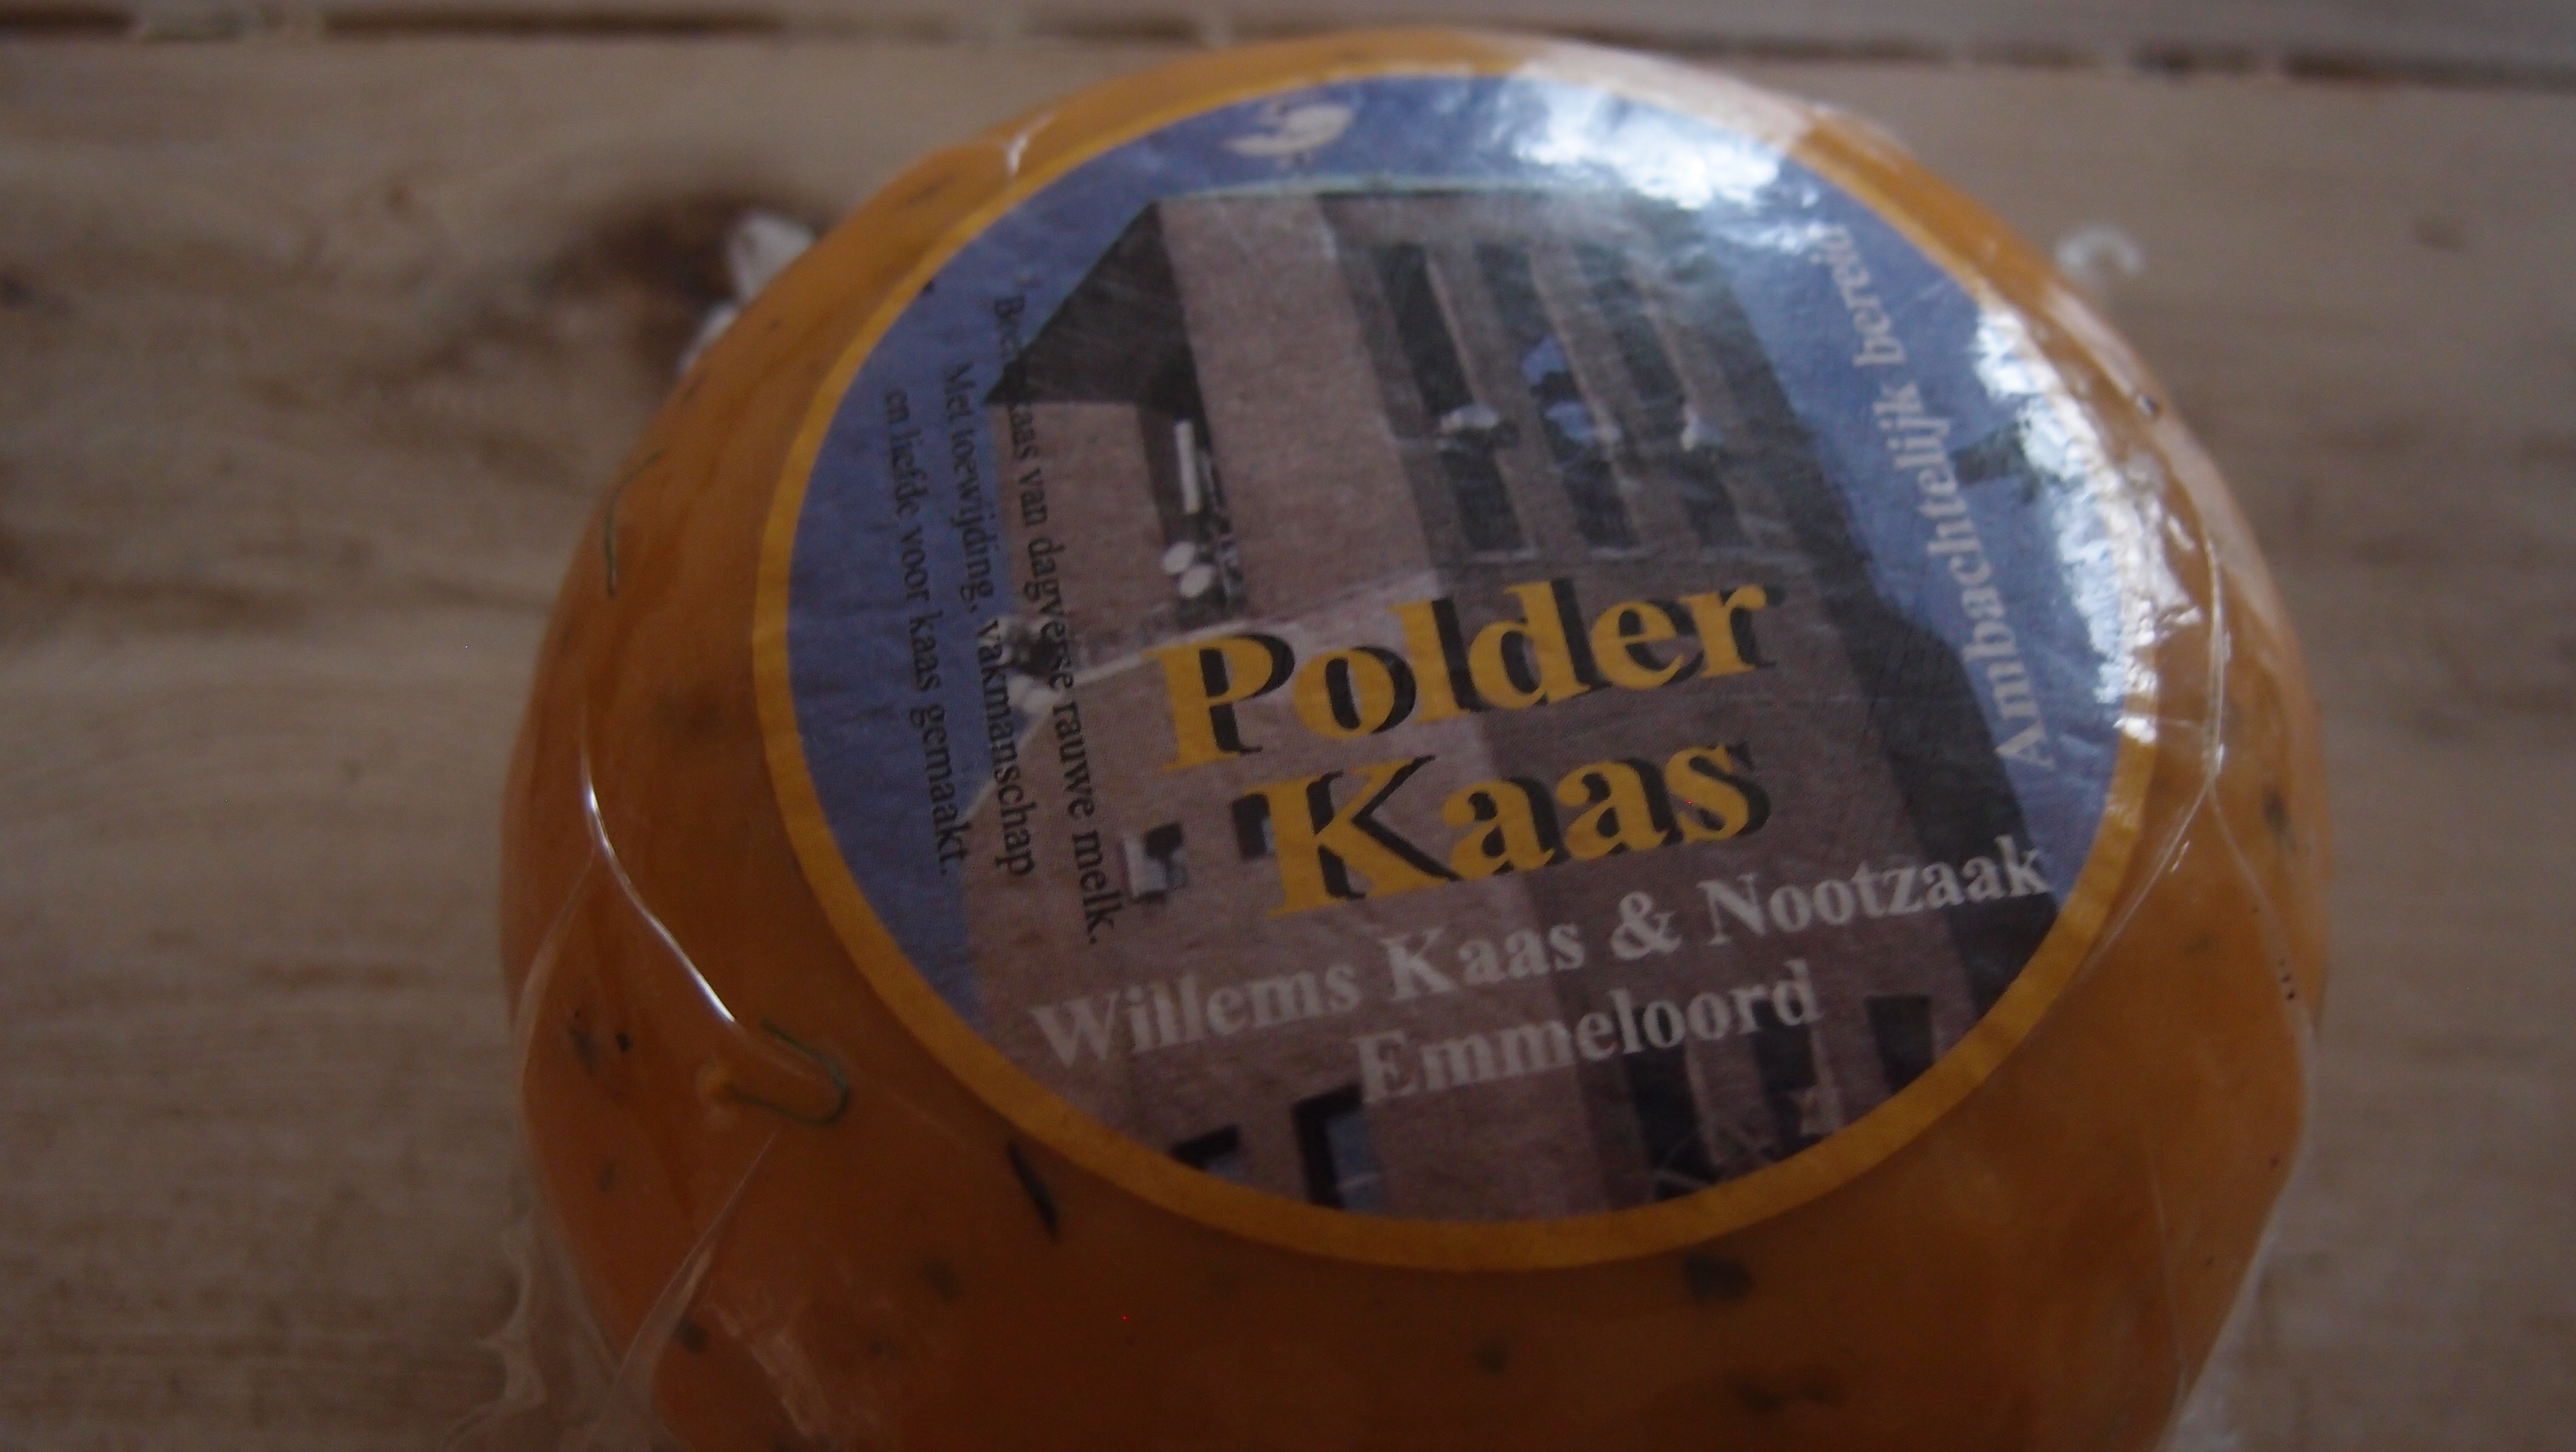 Polder
Kaas
Willems Kaas & Nootzaak
Emmeloord
Ambachtelijk bereid
kaas van dagverse rauwe melk.
Met toewijding, vakmanschap
en liefde voor kaas gemaakt.